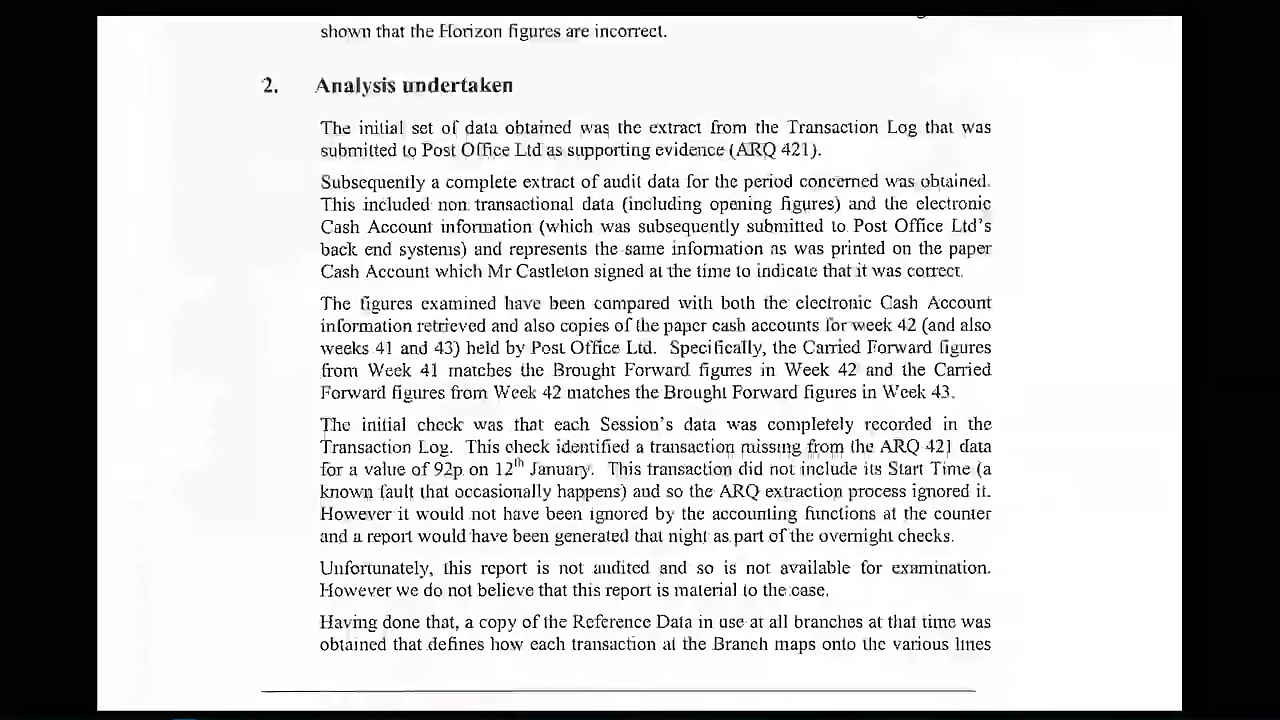 shown that the Horizon figures are incorrect.
2. Analysis undertaken
The initial set of data obtained was the extract from the Transaction Log that was
submitted to Post Office Ltd as supporting evidence (ARQ 421).
Subsequently a complete extract of audit data for the period concerned was obtained.
This included non transactional data (including opening figures) and the electronic
Cash Account information (which was subsequently submitted to Post Office Ltd's
back end systems) and represents the same information as was printed on the paper
Cash Account which Mr Castleton signed at the time to indicate that it was correct.
The figures examined have been compared with both the electronic Cash Account
information retrieved and also copies of the paper cash accounts for week 42 (and also
weeks 41 and 43) held by Post Office Ltd. Specifically, the Carried Forward figures
from Week 41 matches the Brought Forward figures in Week 42 and the Carried
Forward figures from Week 42 matches the Brought Forward figures in Week 43.
The initial check was that each Session's data was completely recorded in the
Transaction Log. This check identified a transaction missing from the ARQ 421 data
for a value of 92p on 12th January. This transaction did not include its Start Time (a
known fault that occasionally happens) and so the ARQ extraction process ignored it.
However it would not have been ignored by the accounting functions at the counter
and a report would have been generated that night as part of the overnight checks.
Unfortunately, this report is not audited and so is not available for examination.
However we do not believe that this report is material to the case.
Having done that, a copy of the Reference Data in use at all branches at that time was
obtained that defines how each transaction at the Branch maps onto the various lines